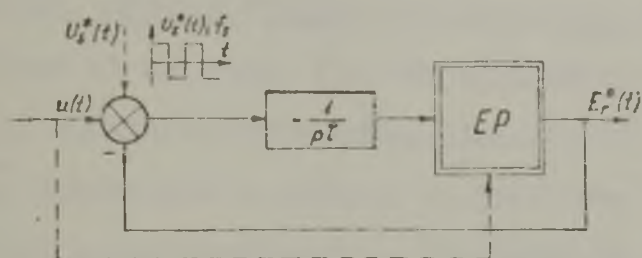 U_s*(t) U_s*(t), f_s
t
u(t) E_r*(t)
- 1/pτ
EP
-